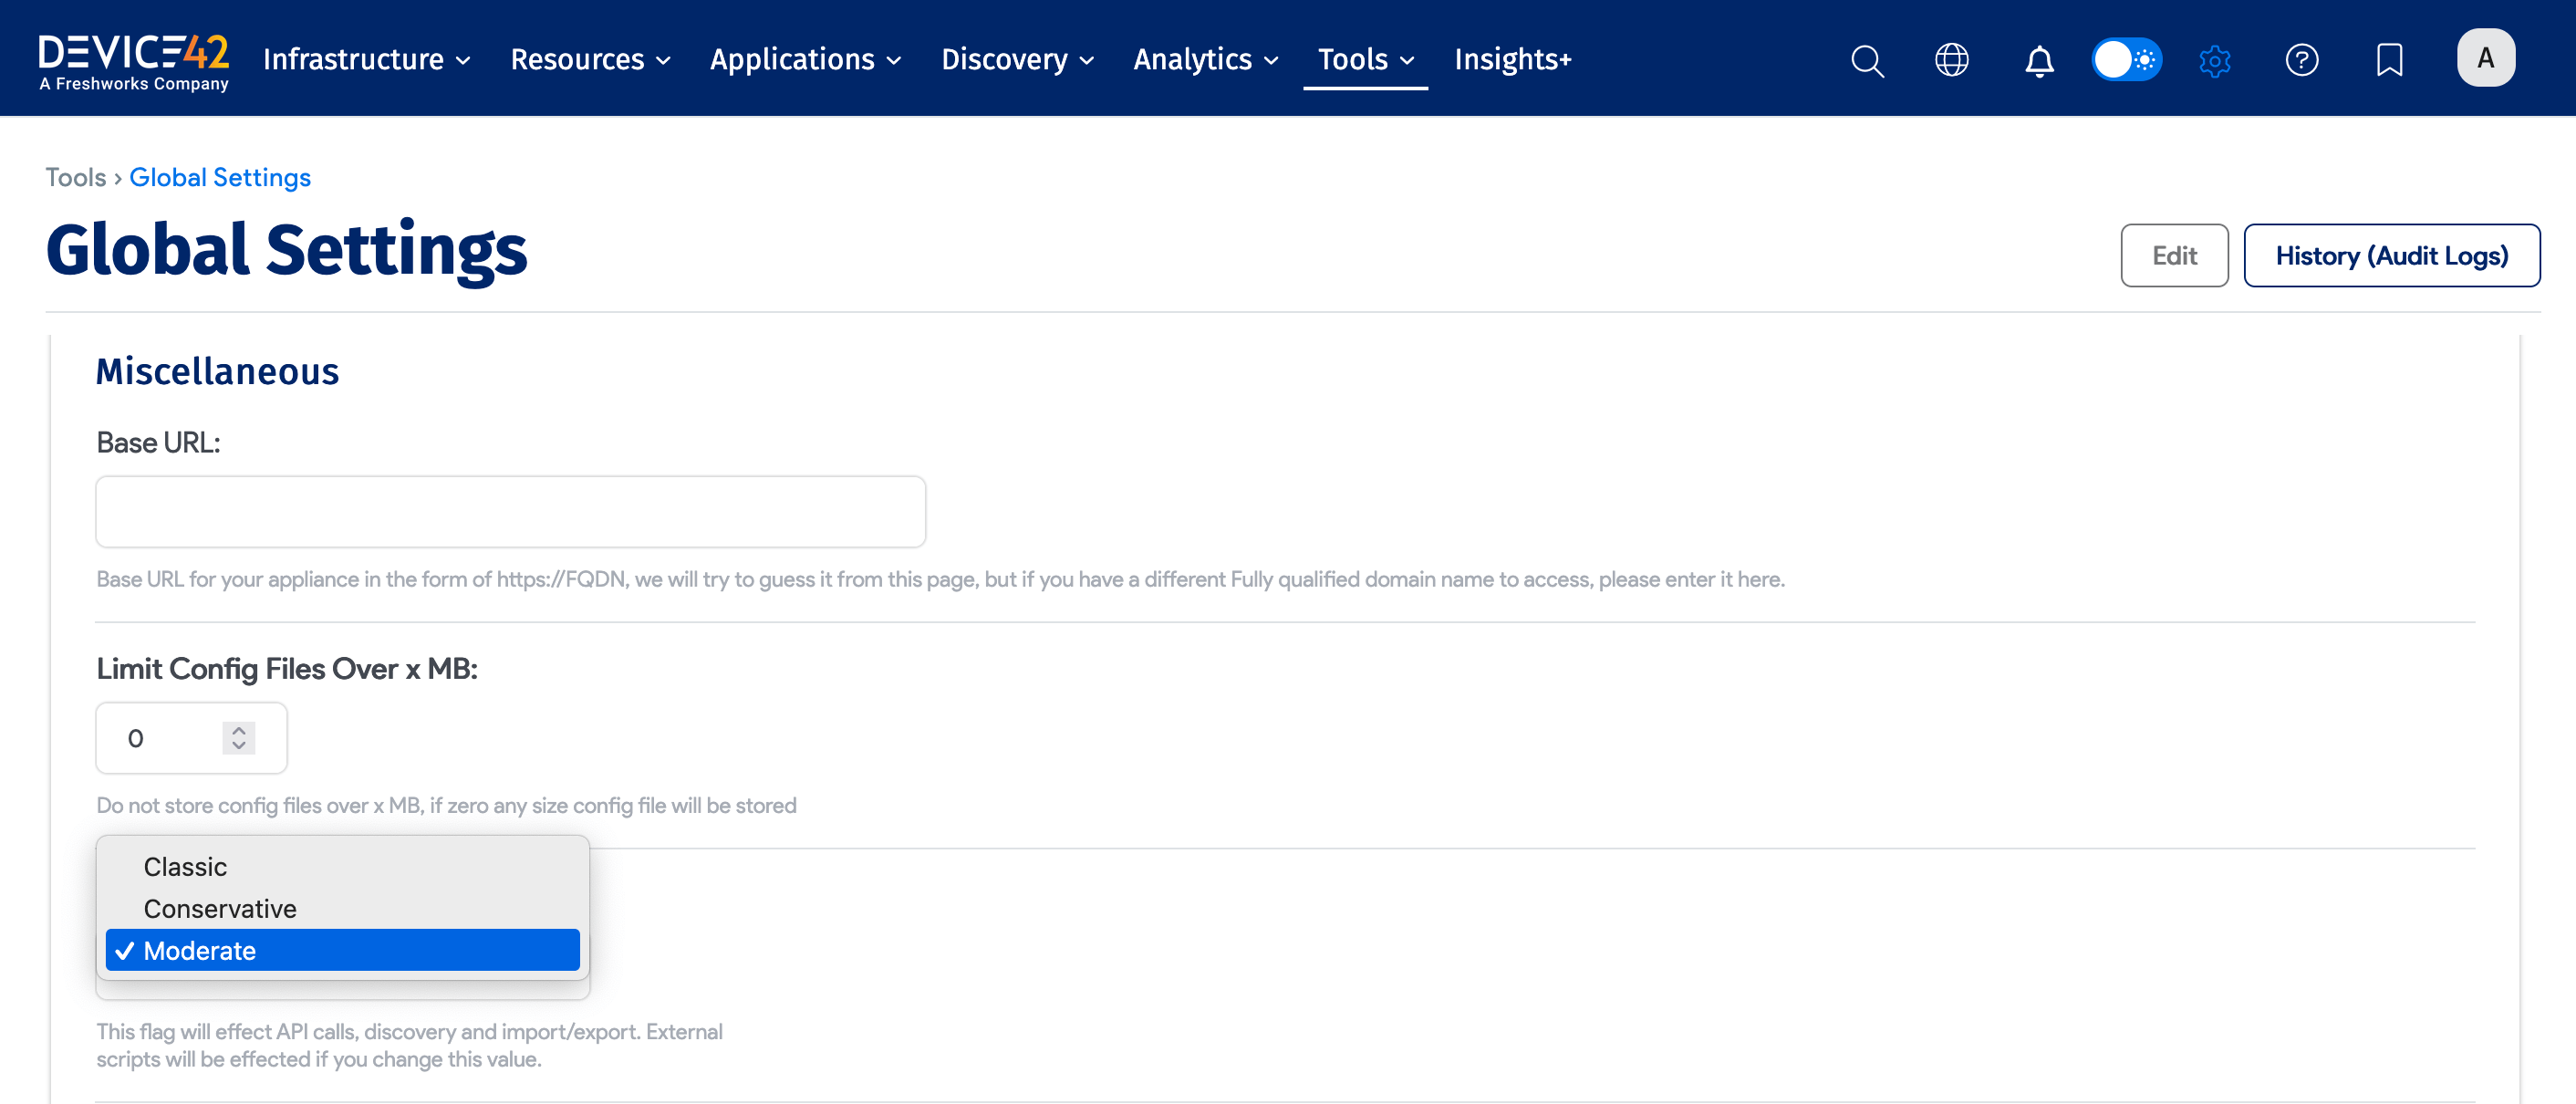 DEVICE42
A Freshworks Company
Infrastructure
Resources
Applications
Discovery
Analytics
Tools
Insights+
A
Tools › Global Settings
Global Settings
Edit
History (Audit Logs)
Miscellaneous
Base URL:
Base URL for your appliance in the form of https://FQDN, we will try to guess it from this page, but if you have a different Fully qualified domain name to access, please enter it here.
Limit Config Files Over x MB:
0
Do not store config files over x MB, if zero any size config file will be stored
Classic
Conservative
✓ Moderate
This flag will effect API calls, discovery and import/export. External
scripts will be effected if you change this value.